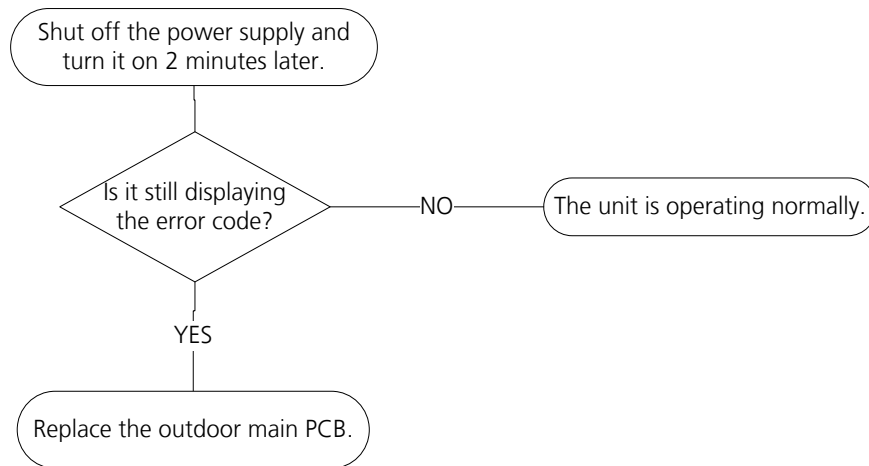 Shut off the power supply and
turn it on 2 minutes later.
Is it still displaying
the error code?
NO
The unit is operating normally.
YES
Replace the outdoor main PCB.